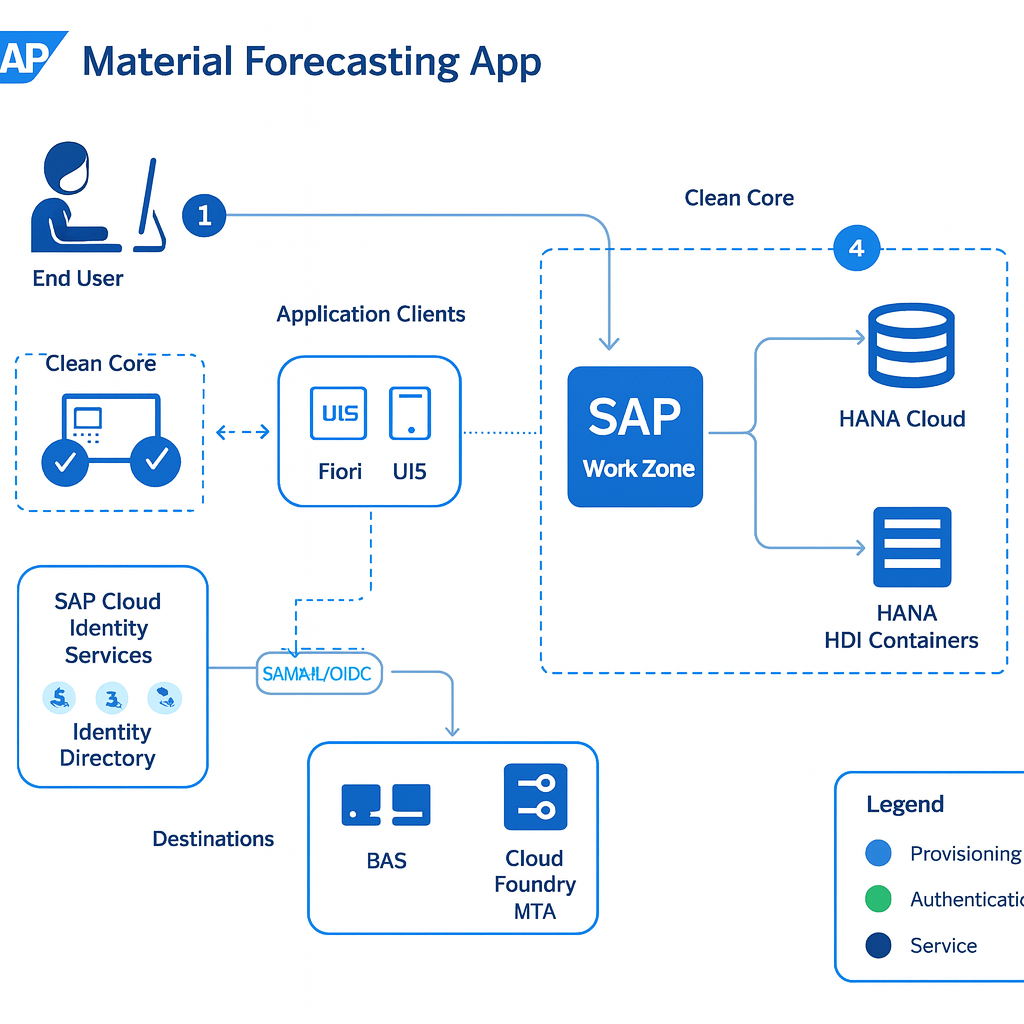 AP
Material Forecasting App
1
Clean Core
4
End User
Application Clients
Clean Core
UI5
Fiori
UI5
SAP
Work Zone
HANA Cloud
HANA
HDI Containers
SAP Cloud
Identity
Services
5
3
Identity
Directory
/OIDC
Destinations
BAS
Cloud
Foundry
MTA
Legend
Provisioning
Authenticatio
Service